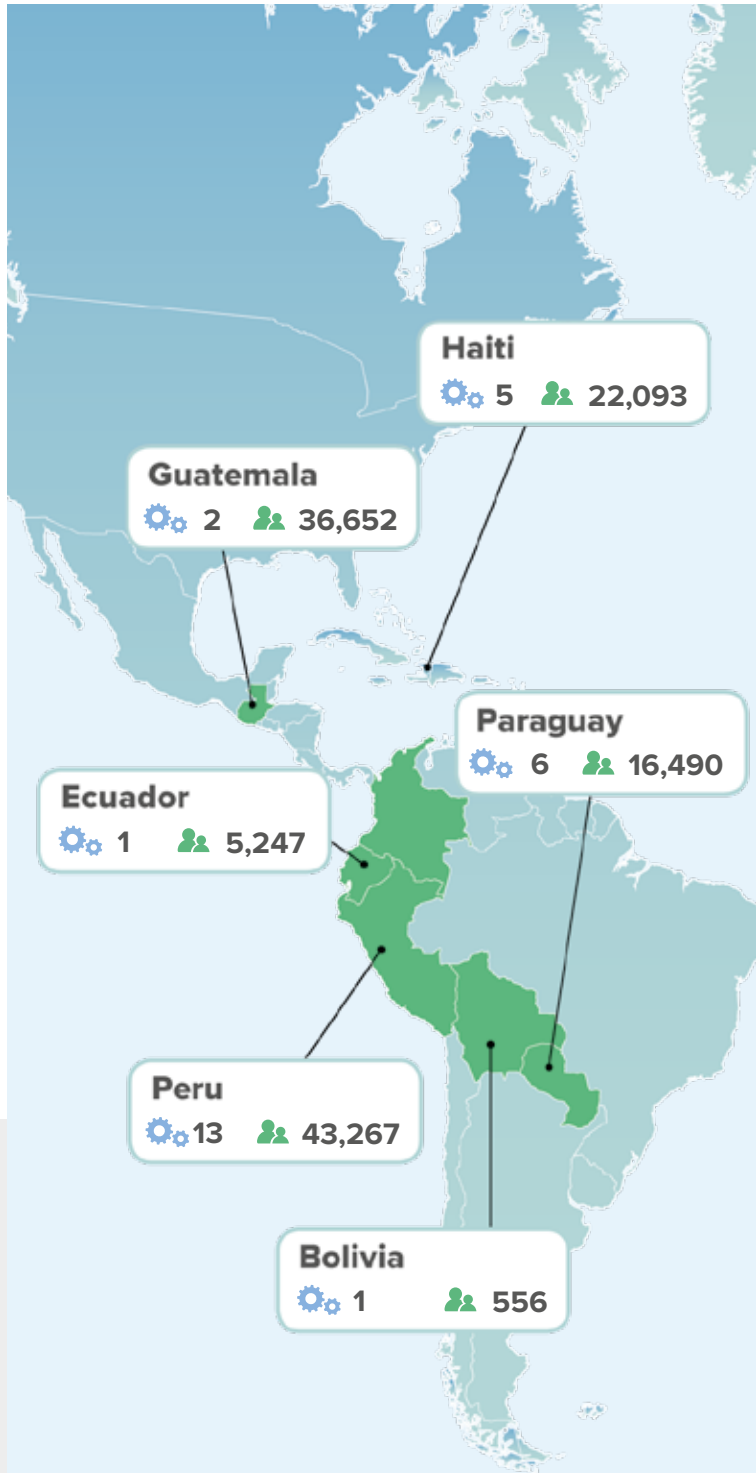 Haiti
5 22,093
Guatemala
2 36,652
Paraguay
6 16,490
Ecuador
1 5,247
Peru
13 43,267
Bolivia
1 556